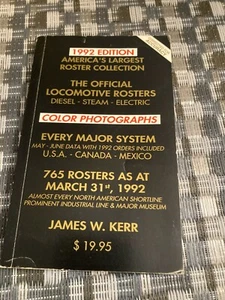 1992 EDITION
AMERICA'S LARGEST
ROSTER COLLECTION
THE OFFICIAL
LOCOMOTIVE ROSTERS
DIESEL - STEAM - ELECTRIC
COLOR PHOTOGRAPHS
EVERY MAJOR SYSTEM
MAY - JUNE DATA WITH 1992 ORDERS INCLUDED
U.S.A. - CANADA - MEXICO
765 ROSTERS AS AT
MARCH 31st, 1992
ALMOST EVERY NORTH AMERICAN SHORTLINE
PROMINENT INDUSTRIAL LINE & MAJOR MUSEUM
JAMES W. KERR
$ 19.95